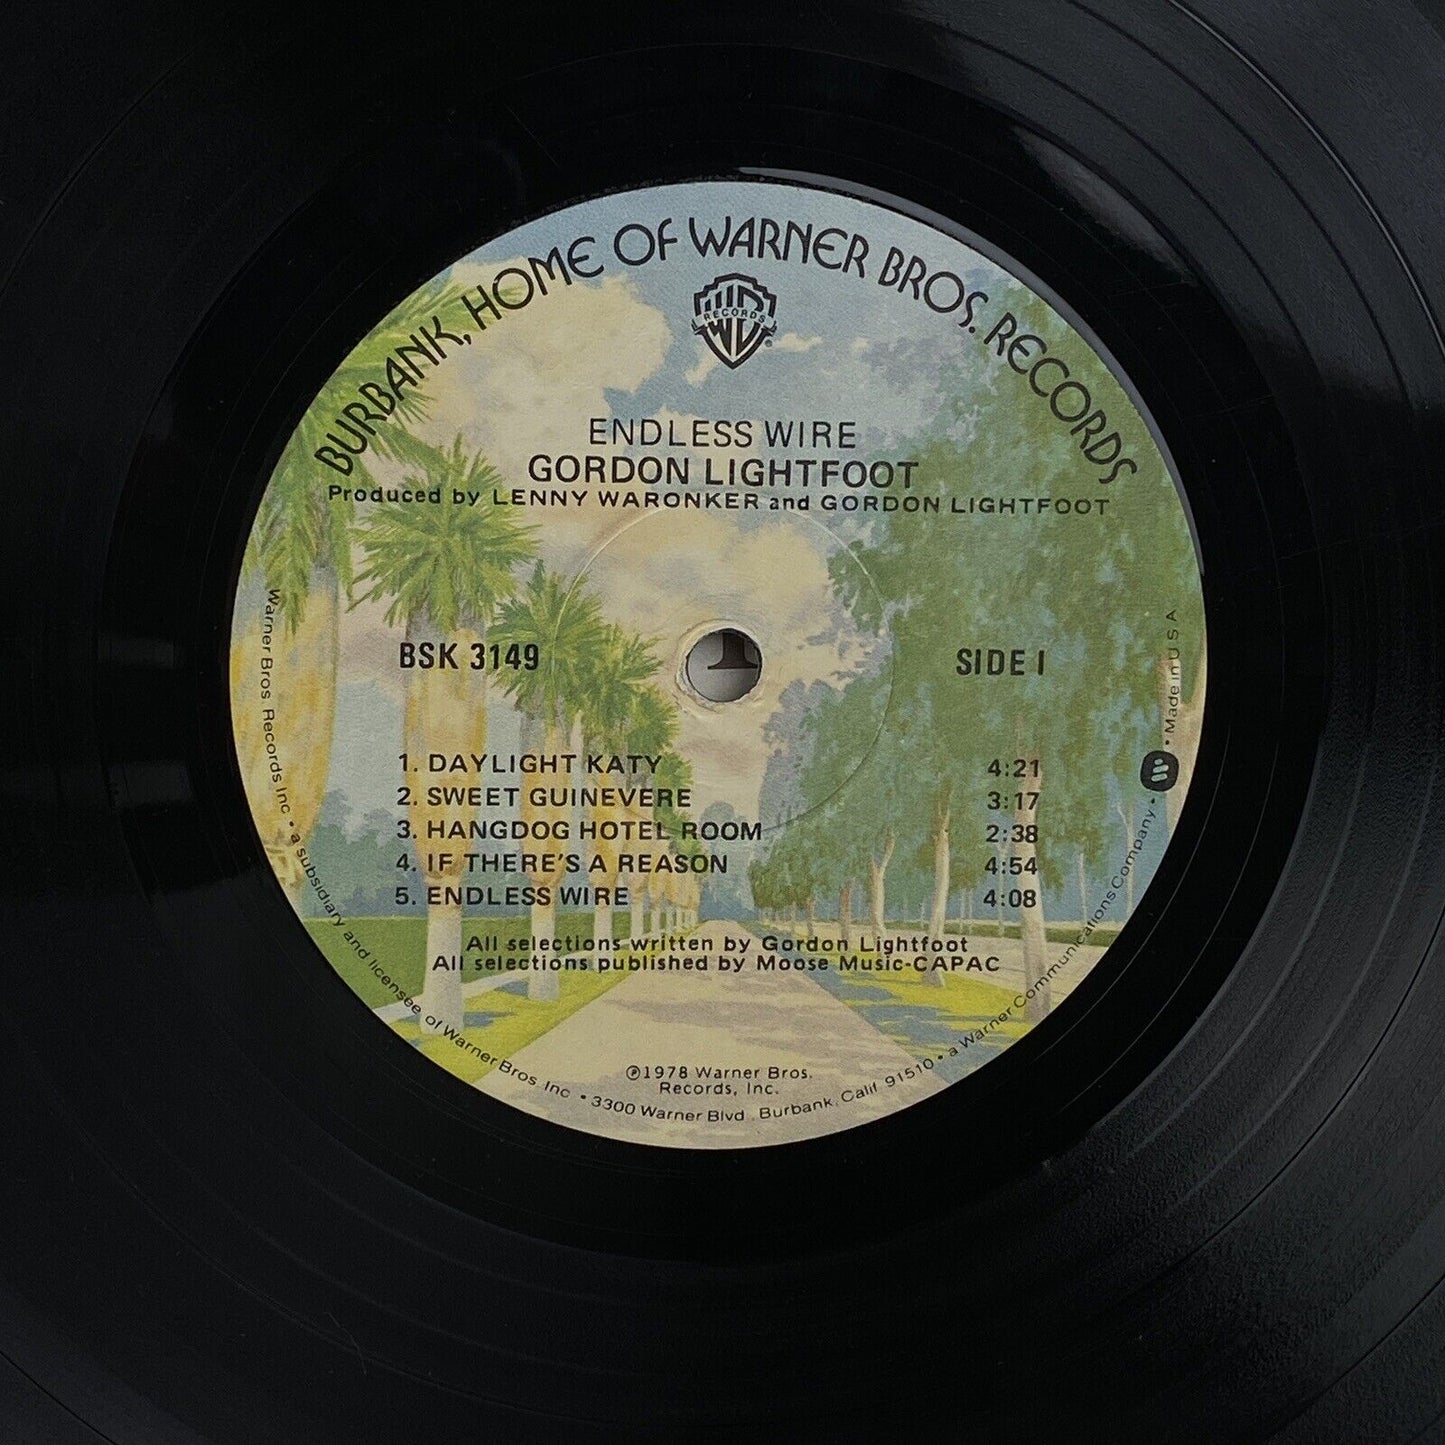 BURBANK, HOME OF WARNER BROS. RECORDS
WB
RECORDS
®
ENDLESS WIRE
GORDON LIGHTFOOT
Produced by LENNY WARONKER and GORDON LIGHTFOOT
BSK 3149
SIDE I
1. DAYLIGHT KATY 4:21
2. SWEET GUINEVERE 3:17
3. HANGDOG HOTEL ROOM 2:38
4. IF THERE'S A REASON 4:54
5. ENDLESS WIRE 4:08
All selections written by Gordon Lightfoot
All selections published by Moose Music-CAPAC
℗1978 Warner Bros.
Records, Inc.
Warner Bros Records Inc • a subsidiary and licensee of Warner Bros Inc • 3300 Warner Blvd . Burbank, Calif 91510 • a Warner Communications Company • • Made in U S A